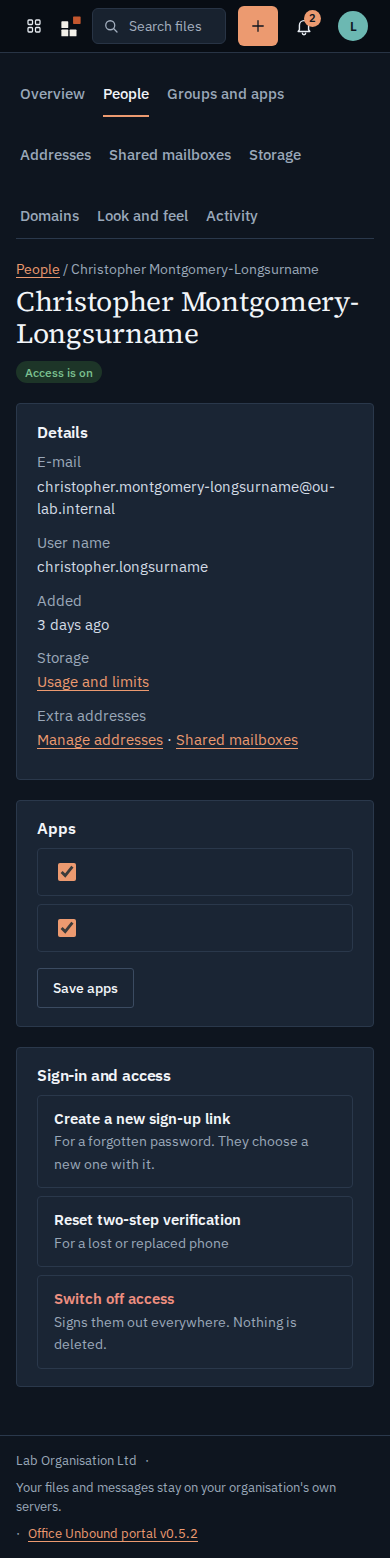 Search files
2
L
Overview People Groups and apps
Addresses Shared mailboxes Storage
Domains Look and feel Activity
People / Christopher Montgomery-Longsurname
Christopher Montgomery-
Longsurname
Access is on
Details
E-mail
christopher.montgomery-longsurname@ou-
lab.internal
User name
christopher.longsurname
Added
3 days ago
Storage
Usage and limits
Extra addresses
Manage addresses · Shared mailboxes
Apps
Save apps
Sign-in and access
Create a new sign-up link
For a forgotten password. They choose a
new one with it.
Reset two-step verification
For a lost or replaced phone
Switch off access
Signs them out everywhere. Nothing is
deleted.
Lab Organisation Ltd ·
Your files and messages stay on your organisation's own
servers.
· Office Unbound portal v0.5.2